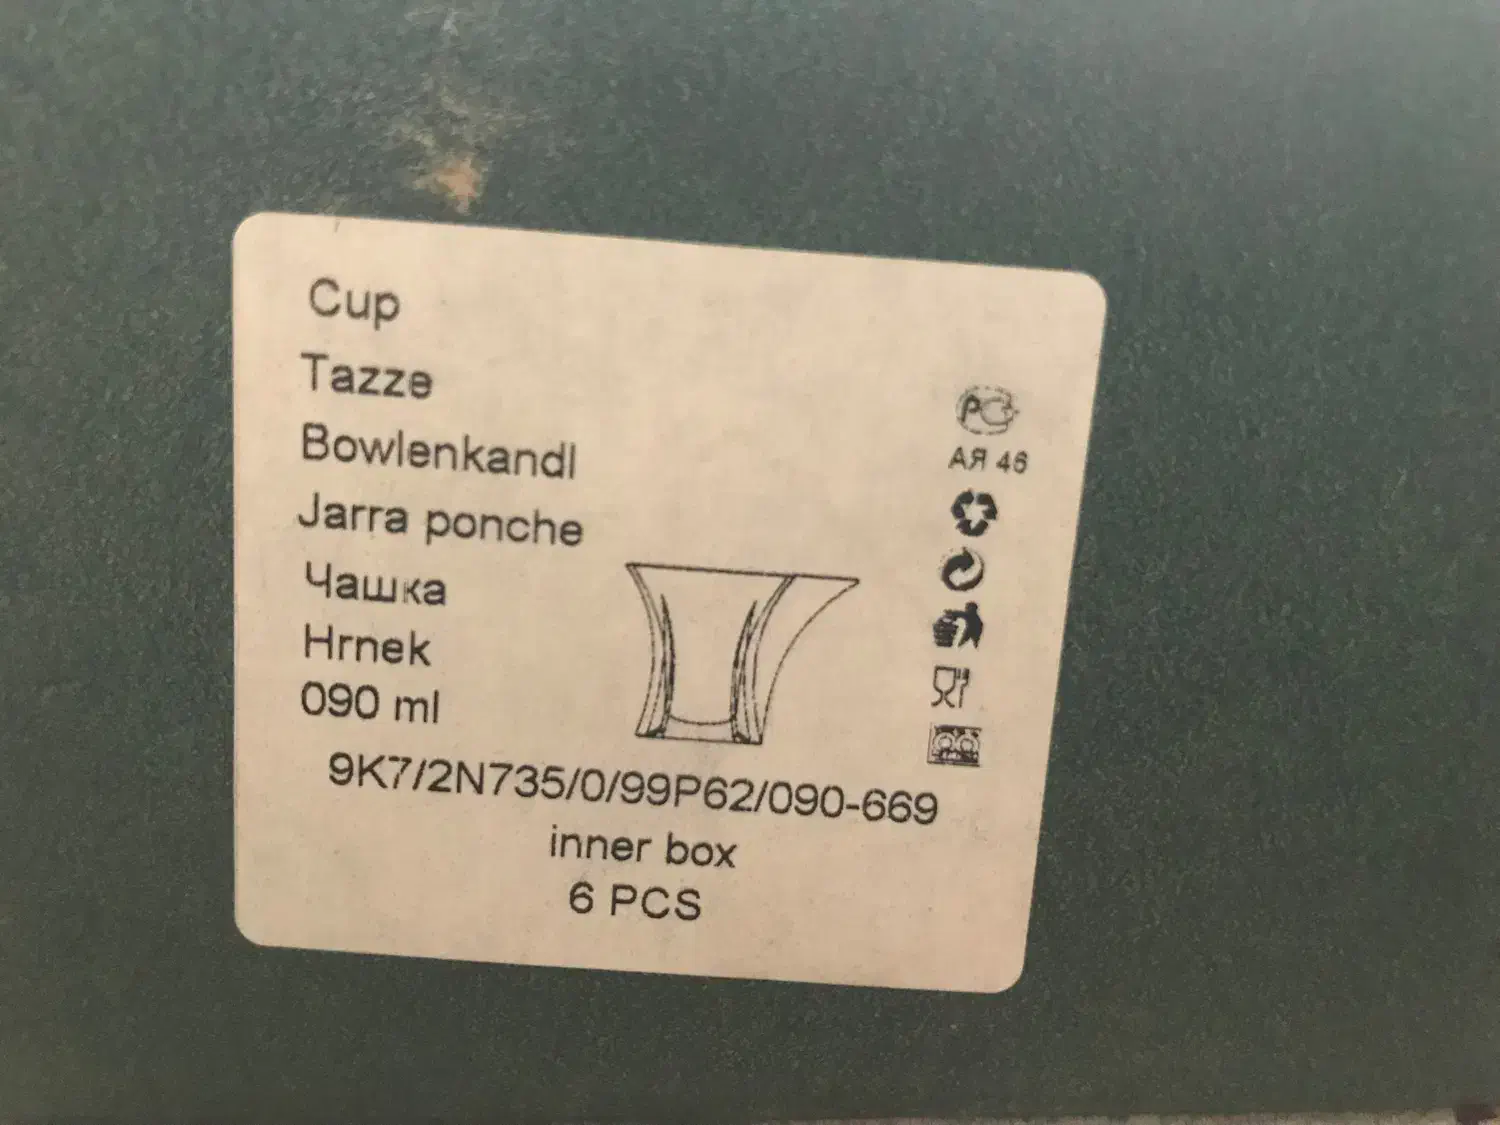 Cup
Tazze
Bowlenkandl
Jarra ponche
Чашка
Hrnek
090 ml
РС
АЯ 46
9K7/2N735/0/99P62/090-669
inner box
6 PCS